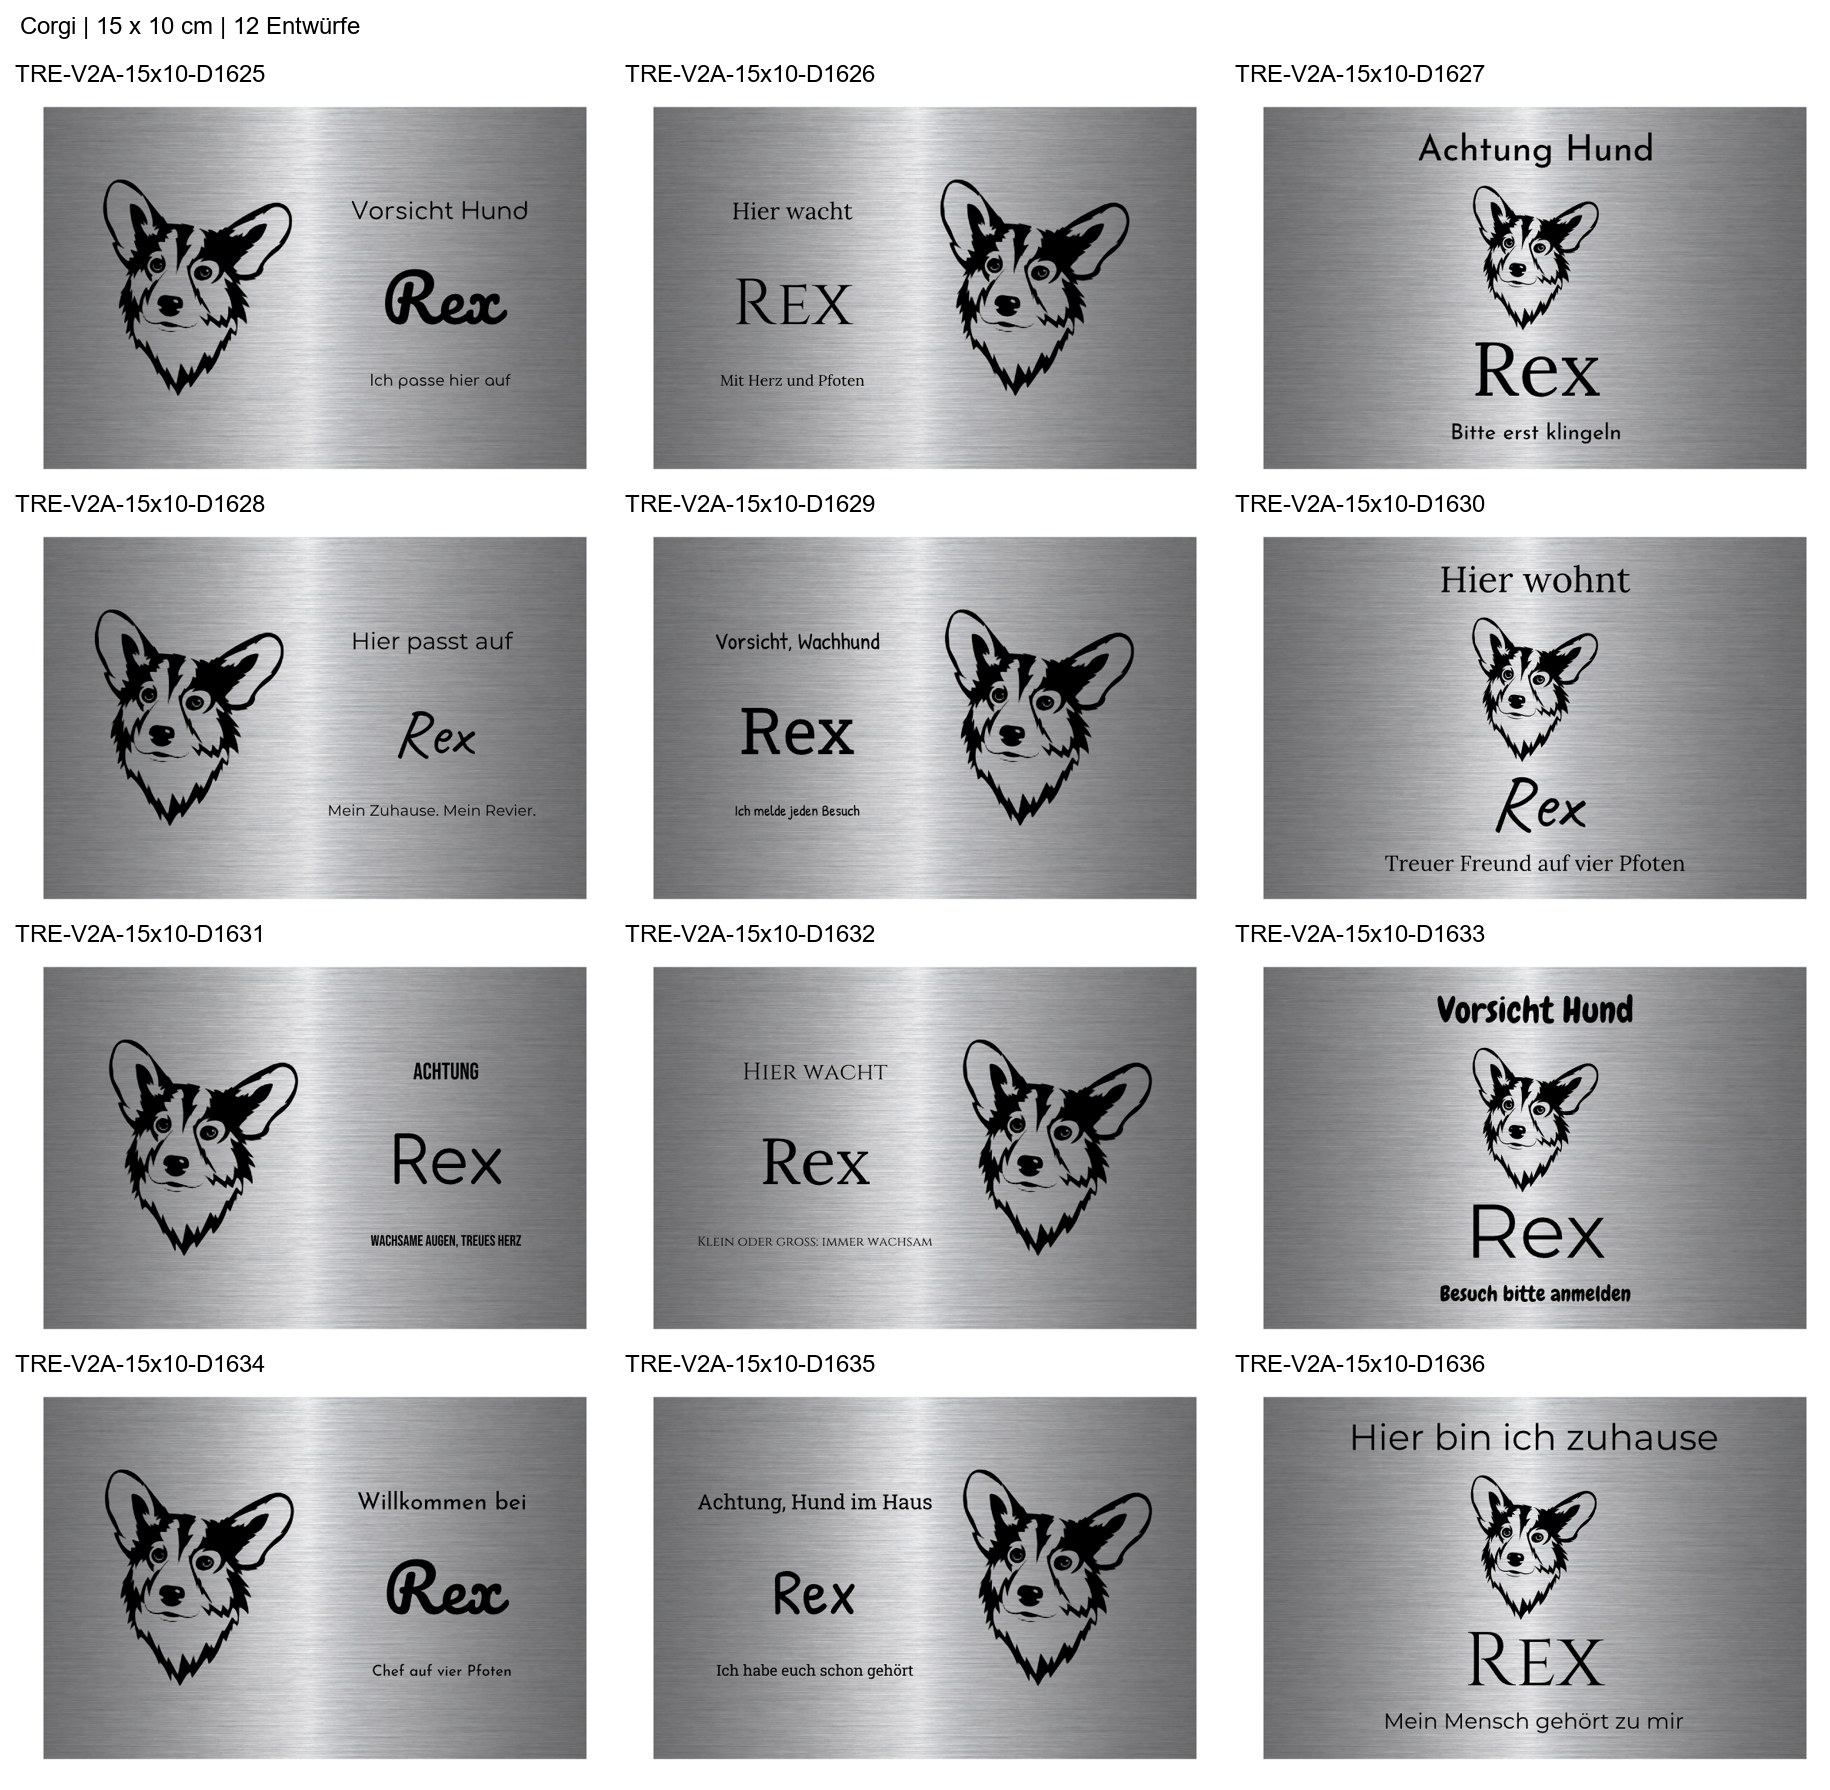 Corgi | 15 x 10 cm | 12 Entwürfe
TRE-V2A-15x10-D1625
Vorsicht Hund
Rex
Ich passe hier auf
TRE-V2A-15x10-D1626
Hier wacht
Rex
Mit Herz und Pfoten
TRE-V2A-15x10-D1627
Achtung Hund
Rex
Bitte erst klingeln
TRE-V2A-15x10-D1628
Hier passt auf
Rex
Mein Zuhause. Mein Revier.
TRE-V2A-15x10-D1629
Vorsicht, Wachhund
Rex
Ich melde jeden Besuch
TRE-V2A-15x10-D1630
Hier wohnt
Rex
Treuer Freund auf vier Pfoten
TRE-V2A-15x10-D1631
ACHTUNG
Rex
WACHSAME AUGEN, TREUES HERZ
TRE-V2A-15x10-D1632
Hier wacht
Rex
Klein oder gross: immer wachsam
TRE-V2A-15x10-D1633
Vorsicht Hund
Rex
Besuch bitte anmelden
TRE-V2A-15x10-D1634
Willkommen bei
Rex
Chef auf vier Pfoten
TRE-V2A-15x10-D1635
Achtung, Hund im Haus
Rex
Ich habe euch schon gehört
TRE-V2A-15x10-D1636
Hier bin ich zuhause
Rex
Mein Mensch gehört zu mir